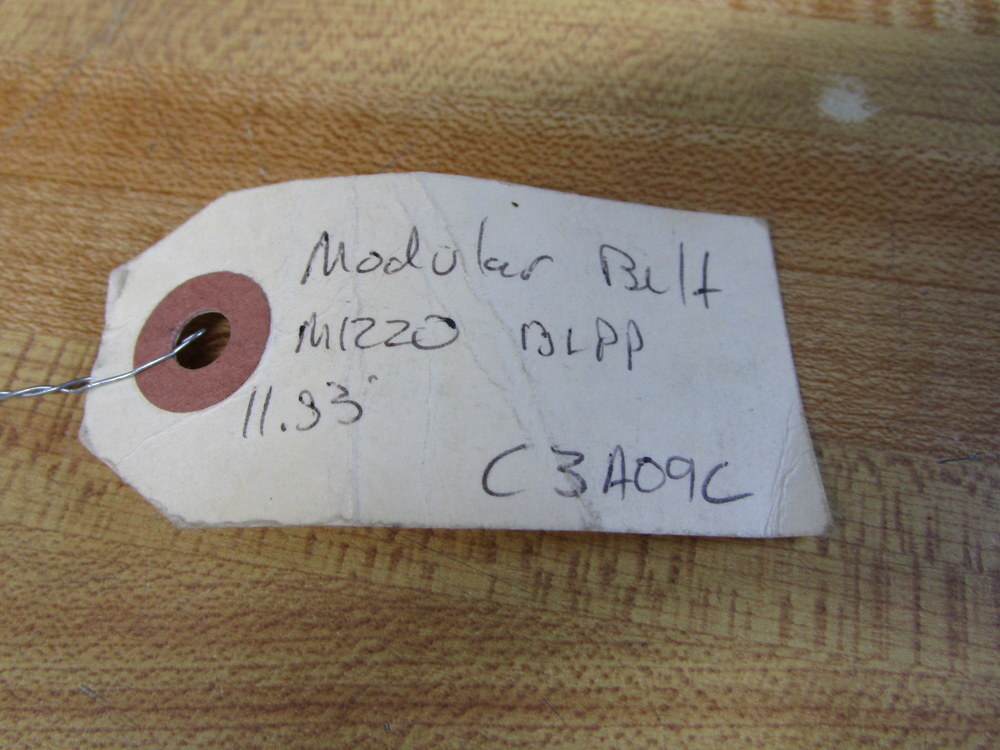 Modular Belt
M1220 BLPP
11.93"
C3A09C